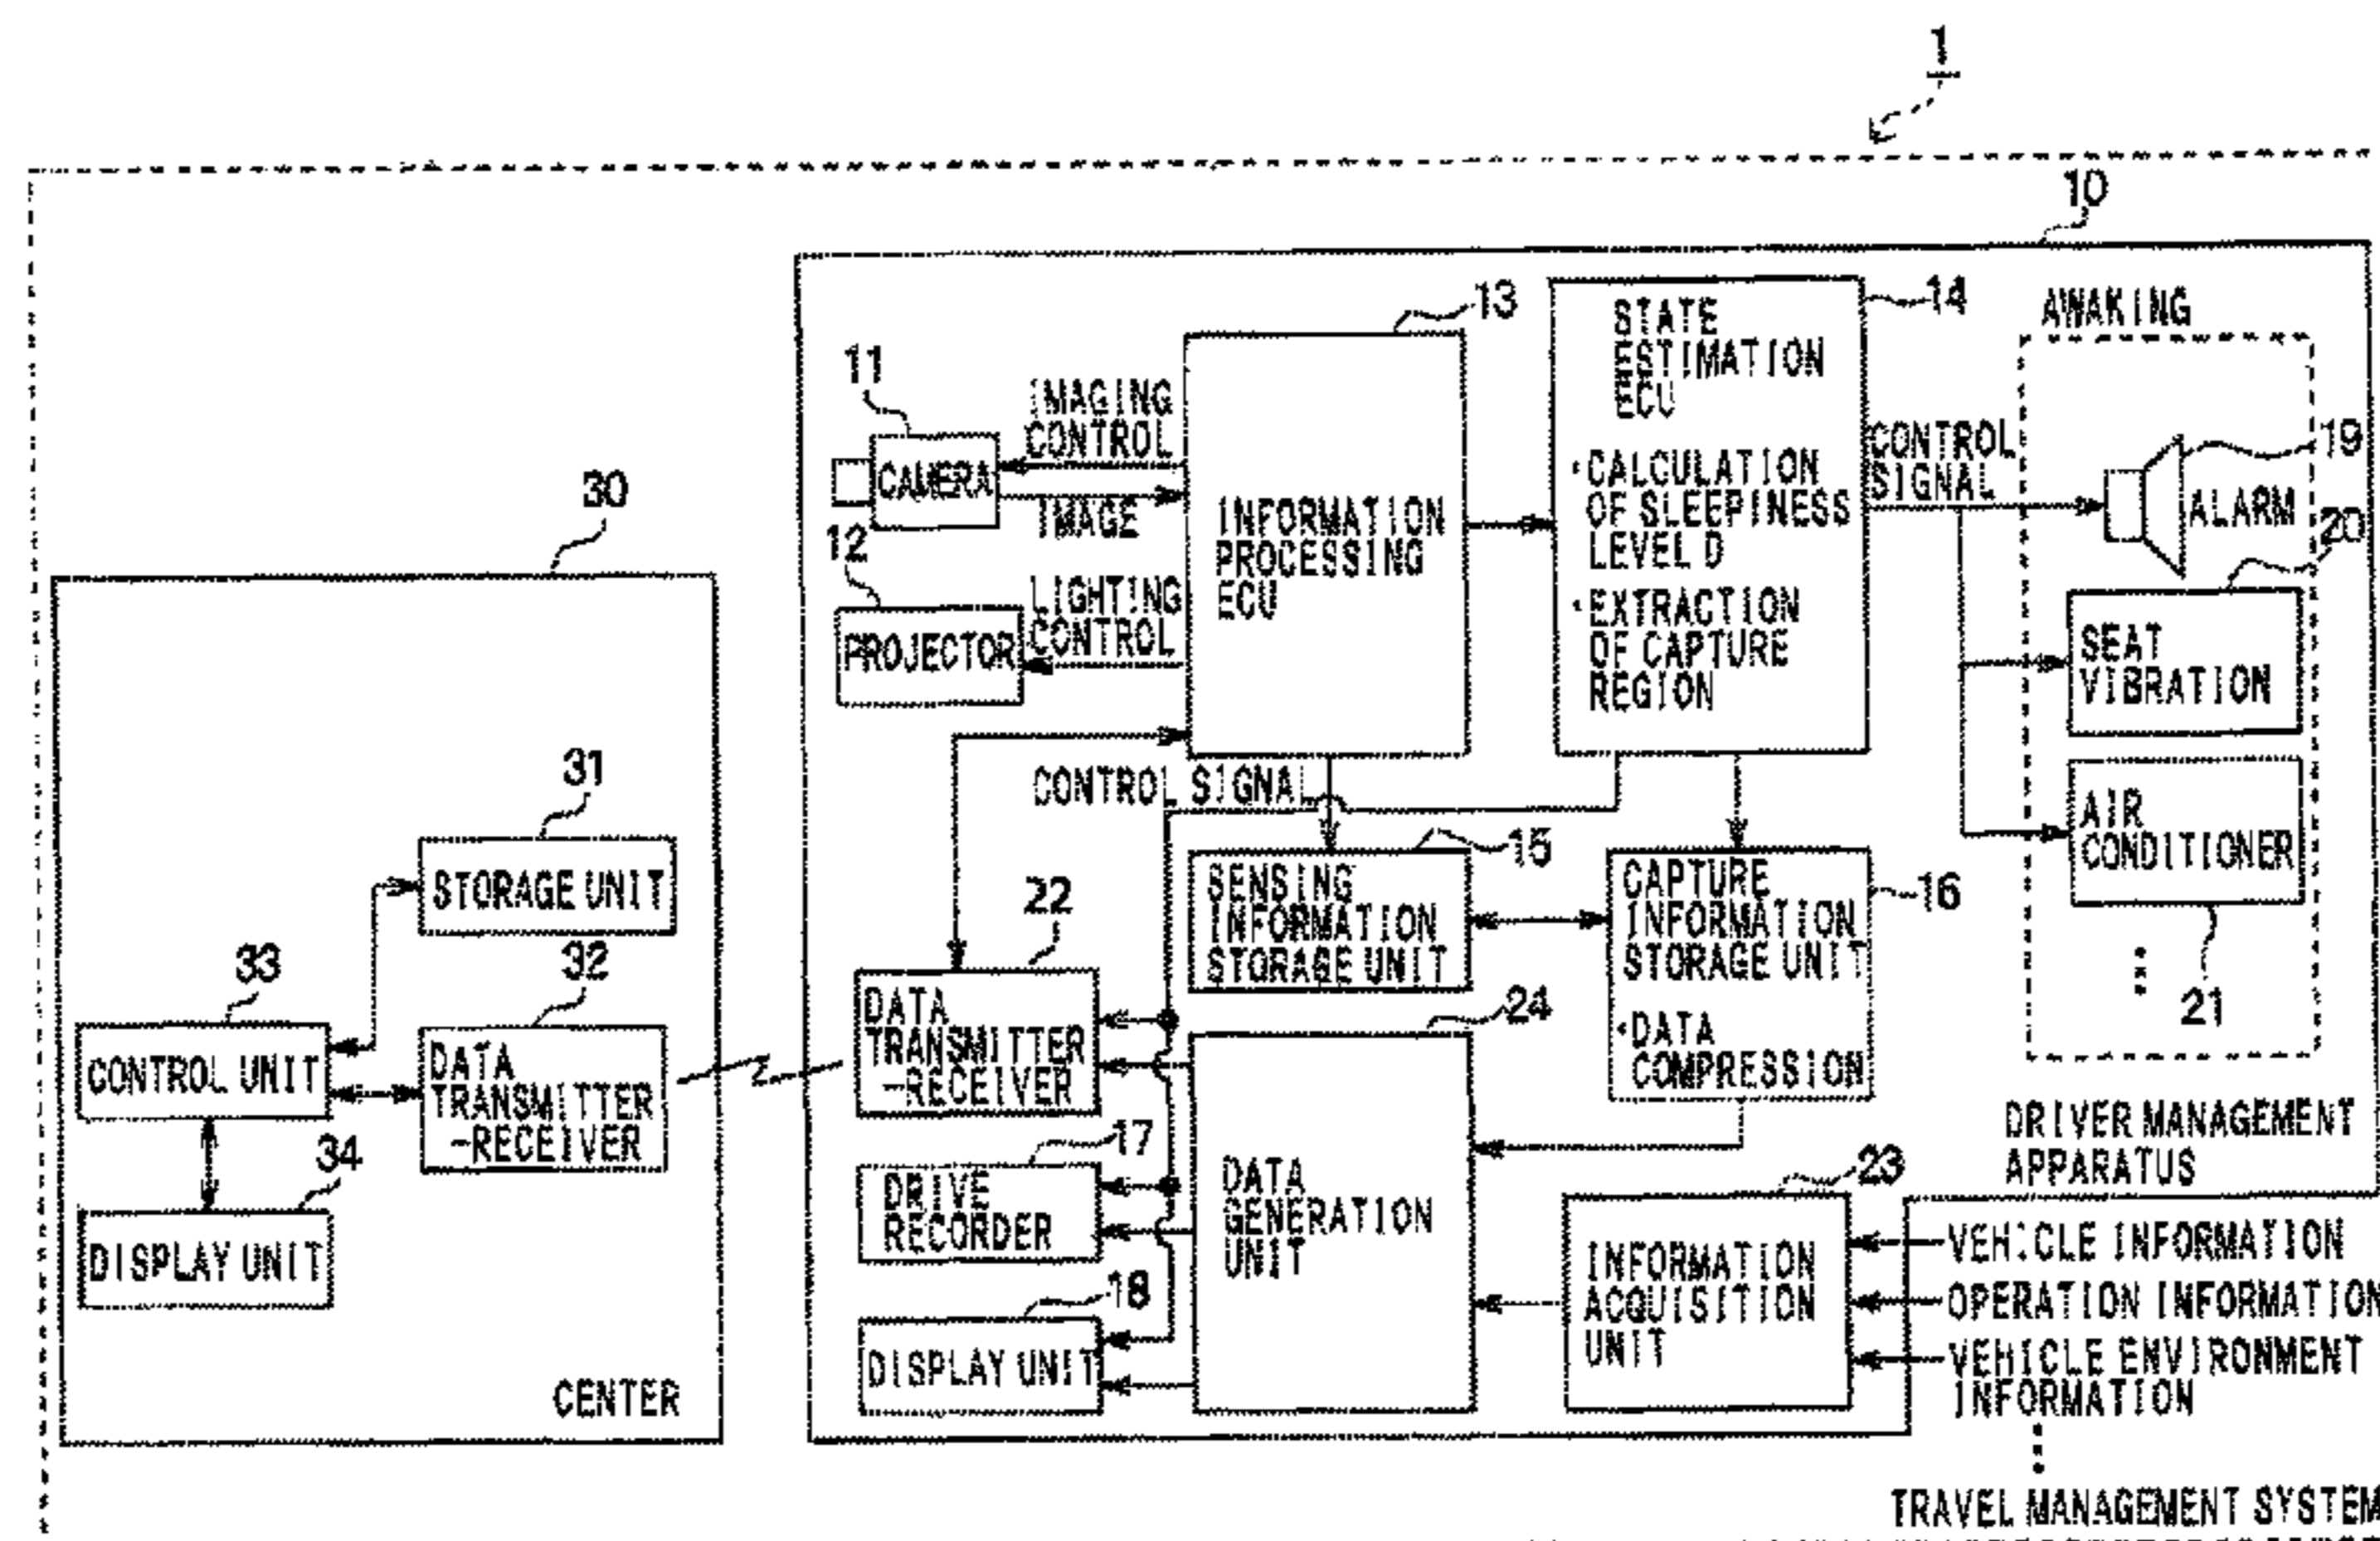 1
10
13
14
AWAKING
STATE
ESTIMATION
ECU
11
IMAGING
CONTROL
CAMERA
IMAGE
CONTROL
SIGNAL
19
ALARM
・CALCULATION
OF SLEEPINESS
LEVEL D
・EXTRACTION
OF CAPTURE
REGION
INFORMATION
PROCESSING
ECU
12
LIGHTING
CONTROL
PROJECTOR
20
SEAT
VIBRATION
30
CONTROL SIGNAL
AIR
CONDITIONER
21
31
STORAGE UNIT
15
SENSING
INFORMATION
STORAGE UNIT
16
CAPTURE
INFORMATION
STORAGE UNIT
・DATA
COMPRESSION
22
DATA
TRANSMITTER
-RECEIVER
24
33
CONTROL UNIT
32
DATA
TRANSMITTER
-RECEIVER
34
DISPLAY UNIT
17
DRIVE
RECORDER
DATA
GENERATION
UNIT
DRIVER MANAGEMENT
APPARATUS
23
INFORMATION
ACQUISITION
UNIT
VEHICLE INFORMATION
OPERATION INFORMATION
VEHICLE ENVIRONMENT
INFORMATION
18
DISPLAY UNIT
CENTER
TRAVEL MANAGEMENT SYSTEM